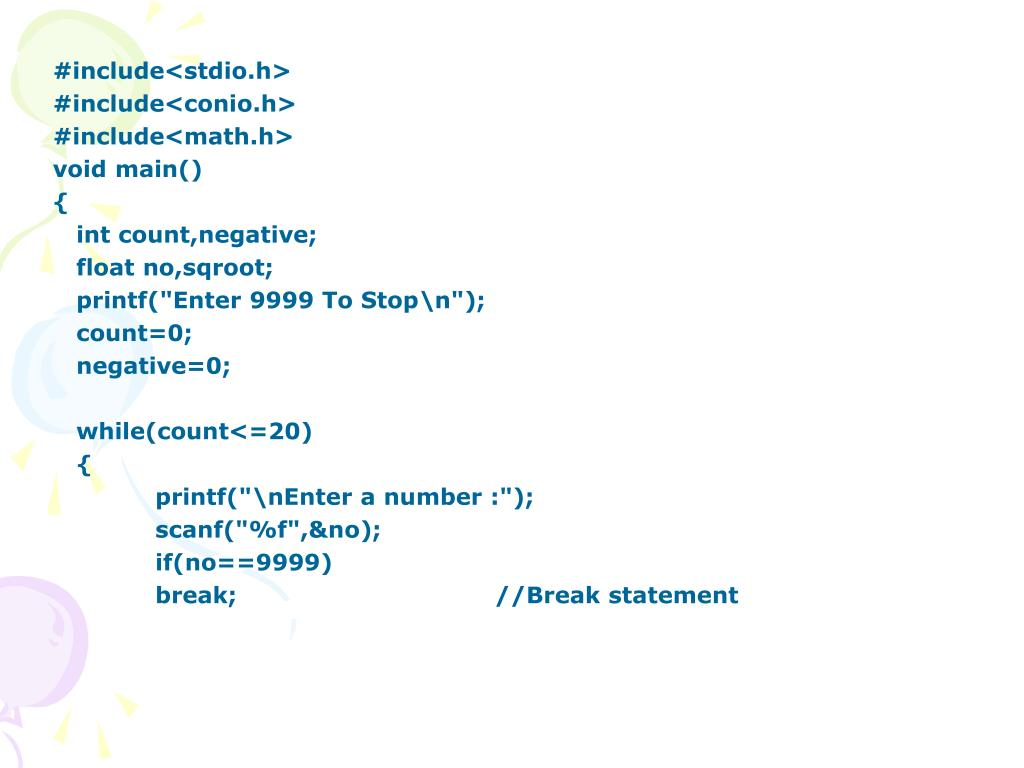 #include<stdio.h>
#include<conio.h>
#include<math.h>
void main()
{
int count,negative;
float no,sqroot;
printf("Enter 9999 To Stop\n");
count=0;
negative=0;
while(count<=20)
{
printf("\nEnter a number :");
scanf("%f",&no);
if(no==9999)
break; //Break statement